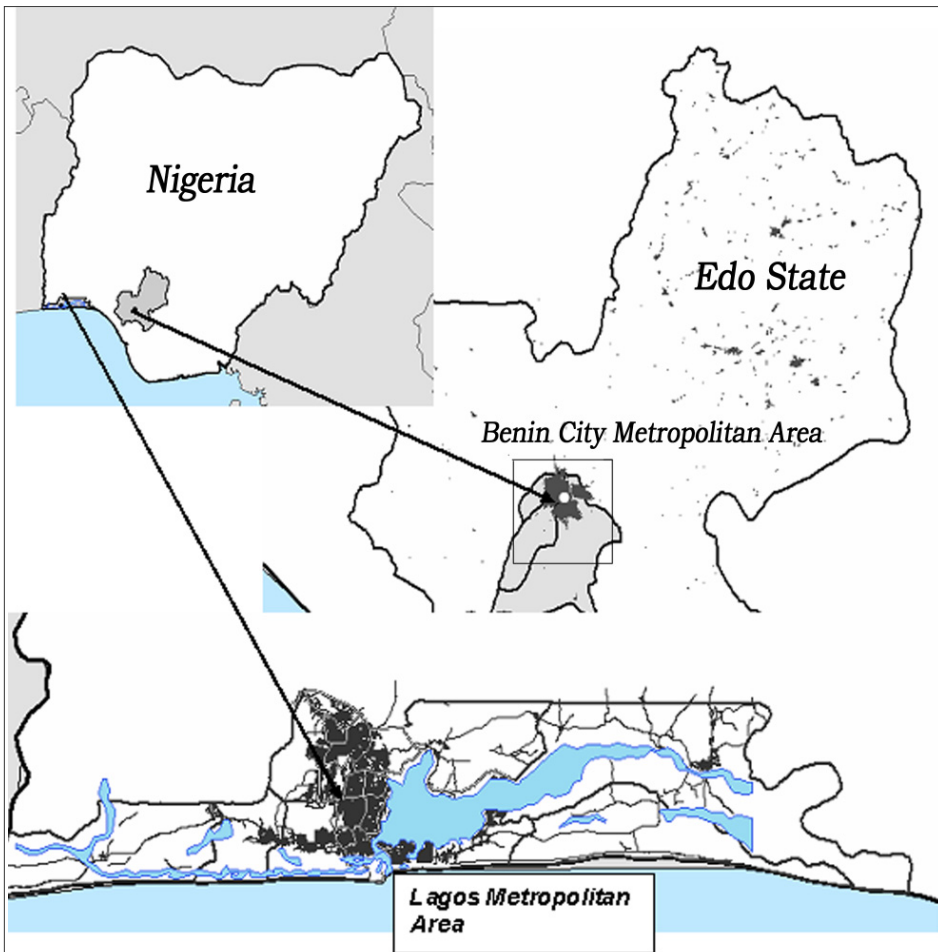 Nigeria
Edo State
Benin City Metropolitan Area
Lagos Metropolitan
Area